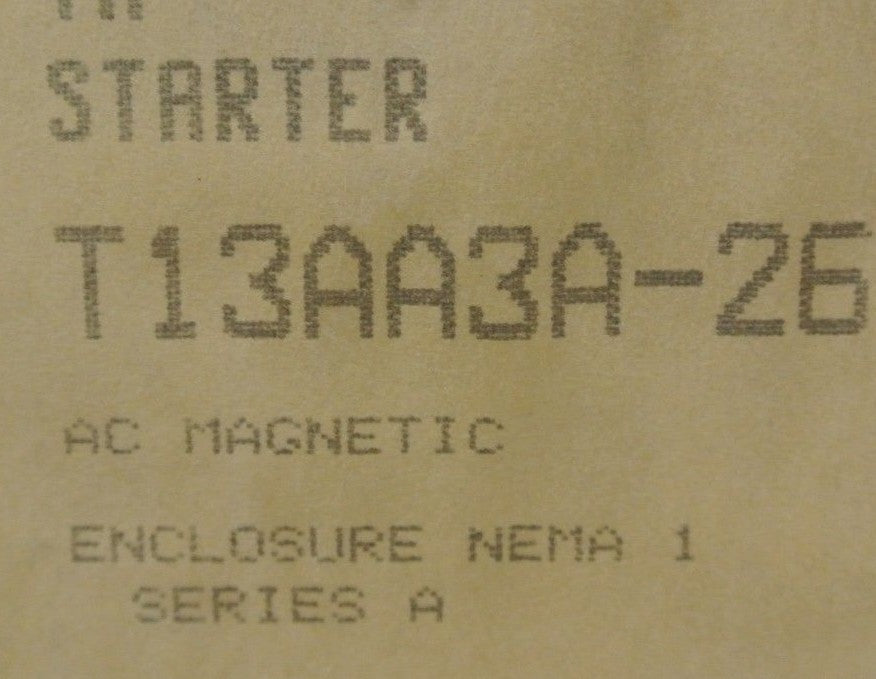 STARTER
T13AA3A-26
AC MAGNETIC
ENCLOSURE NEMA 1
SERIES A